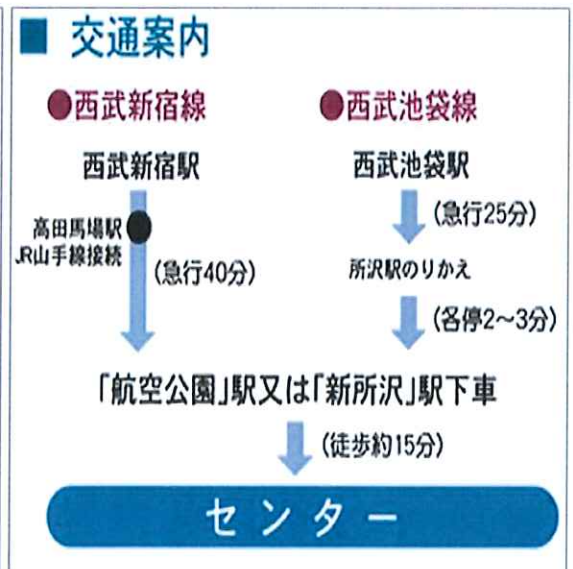 ■ 交通案内
●西武新宿線
西武新宿駅
高田馬場駅
JR山手線接続
(急行40分)
●西武池袋線
西武池袋駅
(急行25分)
所沢駅のりかえ
(各停2〜3分)
「航空公園」駅又は「新所沢」駅下車
(徒歩約15分)
センター